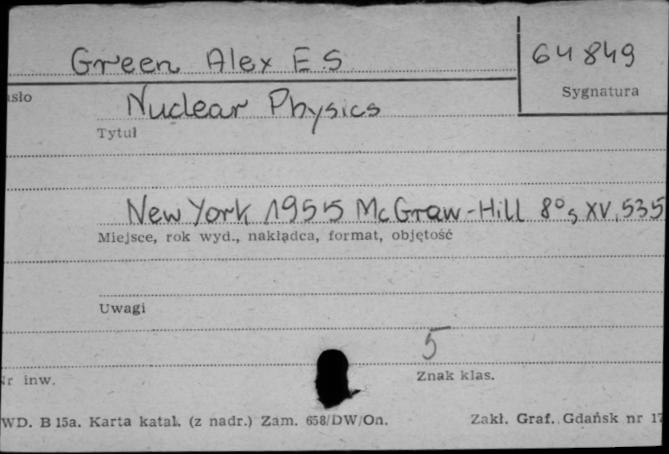 Green Alex E.S 64849
Sygnatura
Nuclear Physics
Tytuł
New York 1955 McGraw-Hill 8° s XV, 535
Miejsce, rok wyd., nakładca, format, objętość
Uwagi
5
inw. Znak klas.
WD. B 15a. Karta katal. (z nadr.) Zam. 658/DW/On. Zakł. Graf. Gdańsk nr